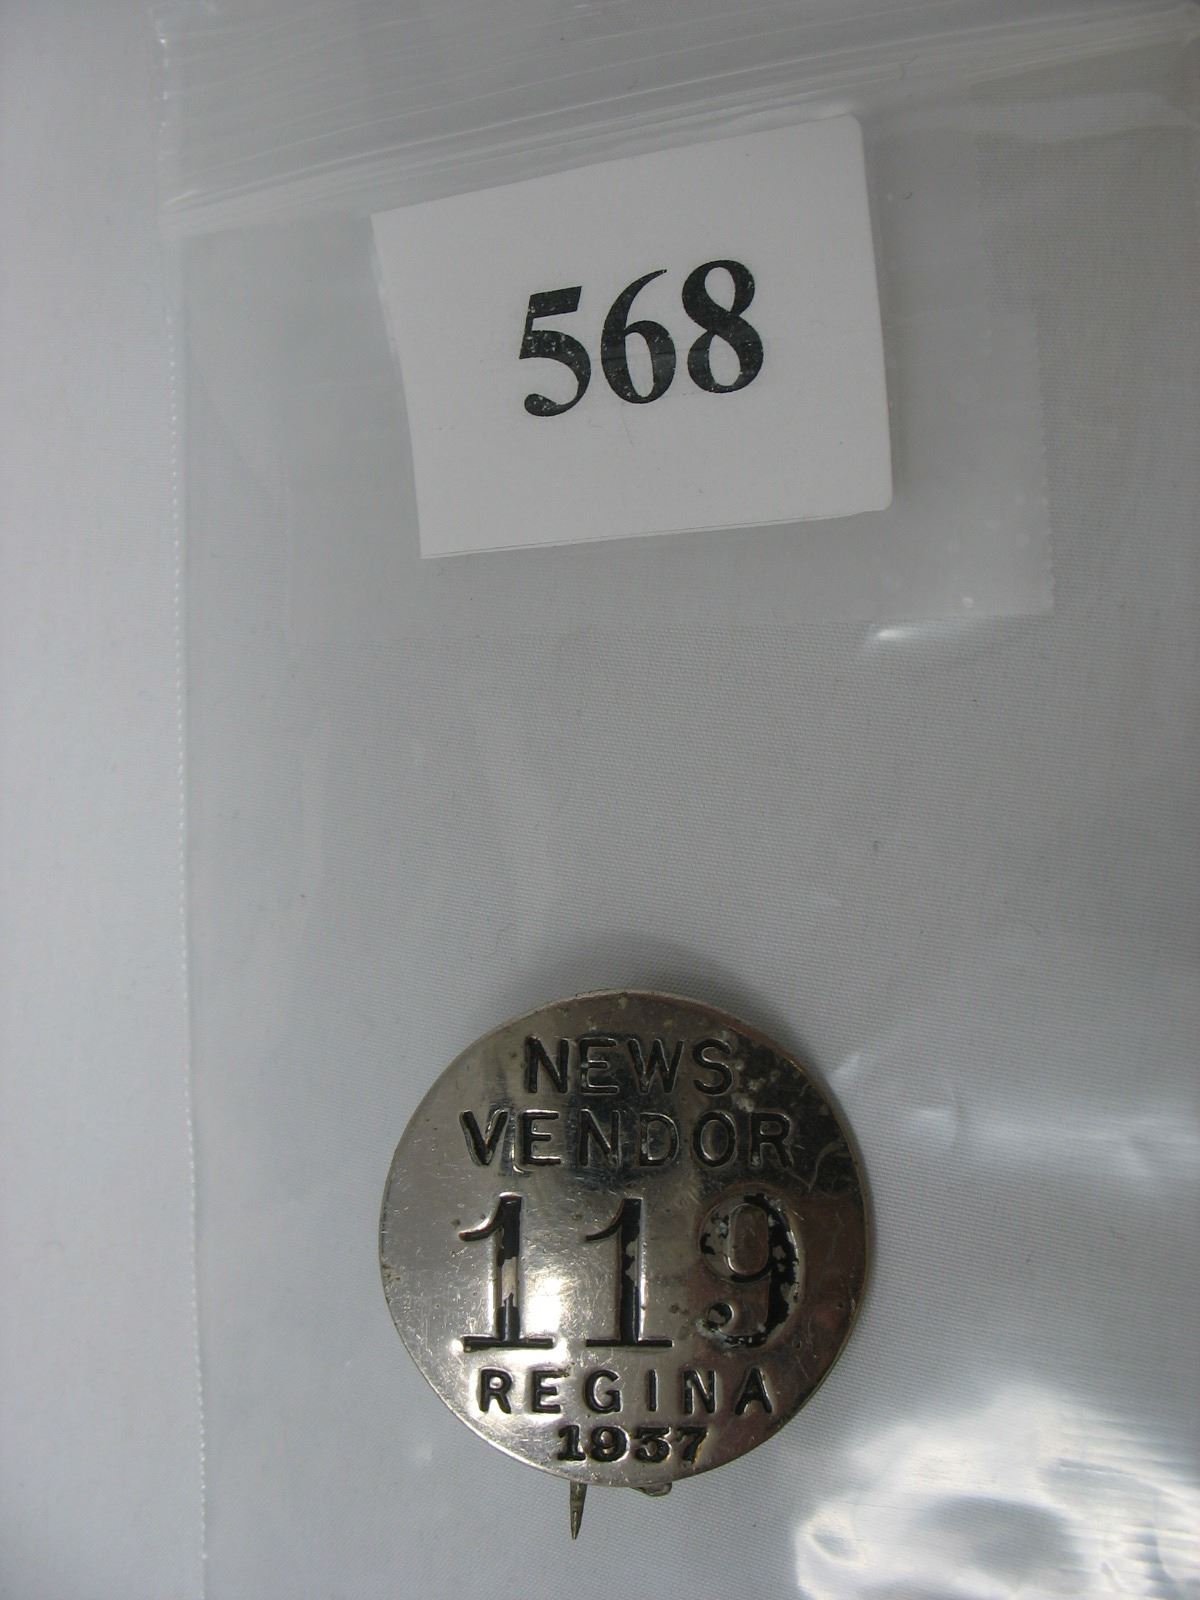 568
NEWS
VENDOR
119
REGINA
1937